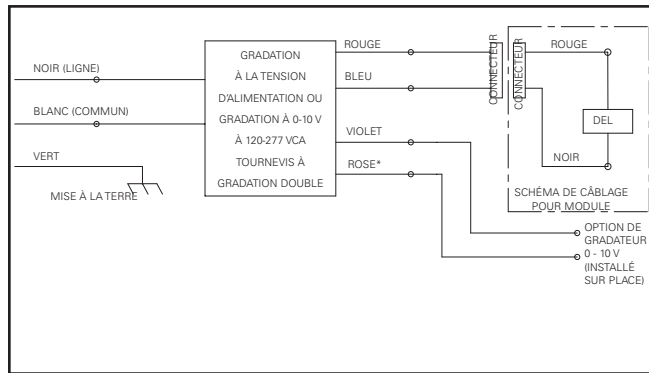 NOIR (LIGNE)
BLANC (COMMUN)
VERT
MISE À LA TERRE
GRADATION
À LA TENSION
D'ALIMENTATION OU
GRADATION À 0-10 V
À 120-277 VCA
TOURNEVIS À
GRADATION DOUBLE
ROUGE
BLEU
VIOLET
ROSE*
CONNECTEUR
CONNECTEUR
ROUGE
DEL
NOIR
SCHÉMA DE CÂBLAGE
POUR MODULE
OPTION DE
GRADATEUR
0 - 10 V
(INSTALLÉ
SUR PLACE)